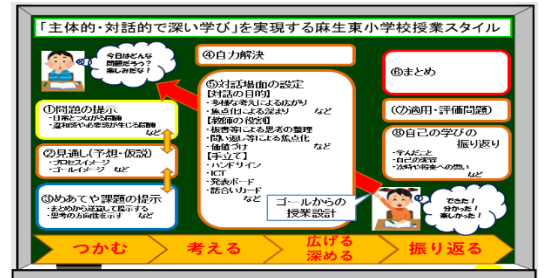 「主体的・対話的で深い学び」を実現する麻生東小学校授業スタイル
今日はどんな
問題だろう？
楽しみだな！
①問題の提示
・日常とつながる問題
・違和感や必要感が生じる問題
など
②見通し（予想・仮説）
・プロセスイメージ
・ゴールイメージ など
③めあてや課題の提示
・まとめから逆算して提示する
・思考の方向性を示す など
④自力解決
⑤対話場面の設定
【対話の目的】
・多様な考えによる広がり
・焦点化による深まり など
【教師の役割】
・板書等による思考の整理
・問い返し等による焦点化
・価値づけ など
【手立て】
・ハンドサイン
・ICT
・発表ボード
・話合いカード
など
ゴールからの
授業設計
⑥まとめ
（⑦適用・評価問題）
⑧自己の学びの
振り返り
・学んだこと
・自己の変容
・次時や将来への思い
など
できた！
分かった！
楽しかった！
つかむ
考える
広げる
深める
振り返る